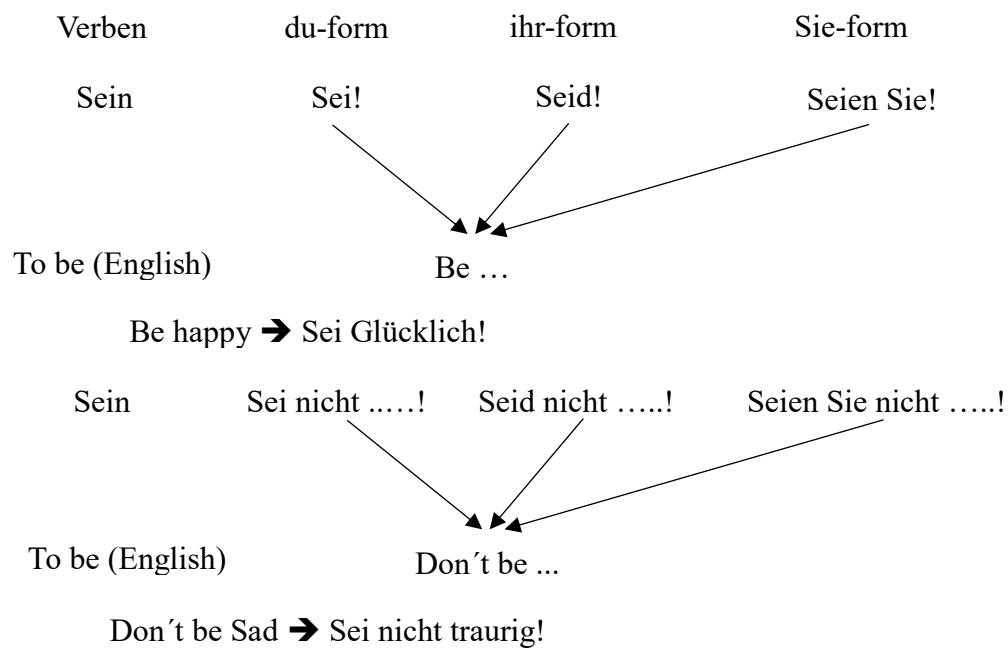 Verben du-form ihr-form Sie-form
Sein Sei! Seid! Seien Sie!
To be (English) Be …
Be happy ➔ Sei Glücklich!
Sein Sei nicht ..…! Seid nicht …..! Seien Sie nicht …..!
To be (English) Don´t be ...
Don´t be Sad ➔ Sei nicht traurig!